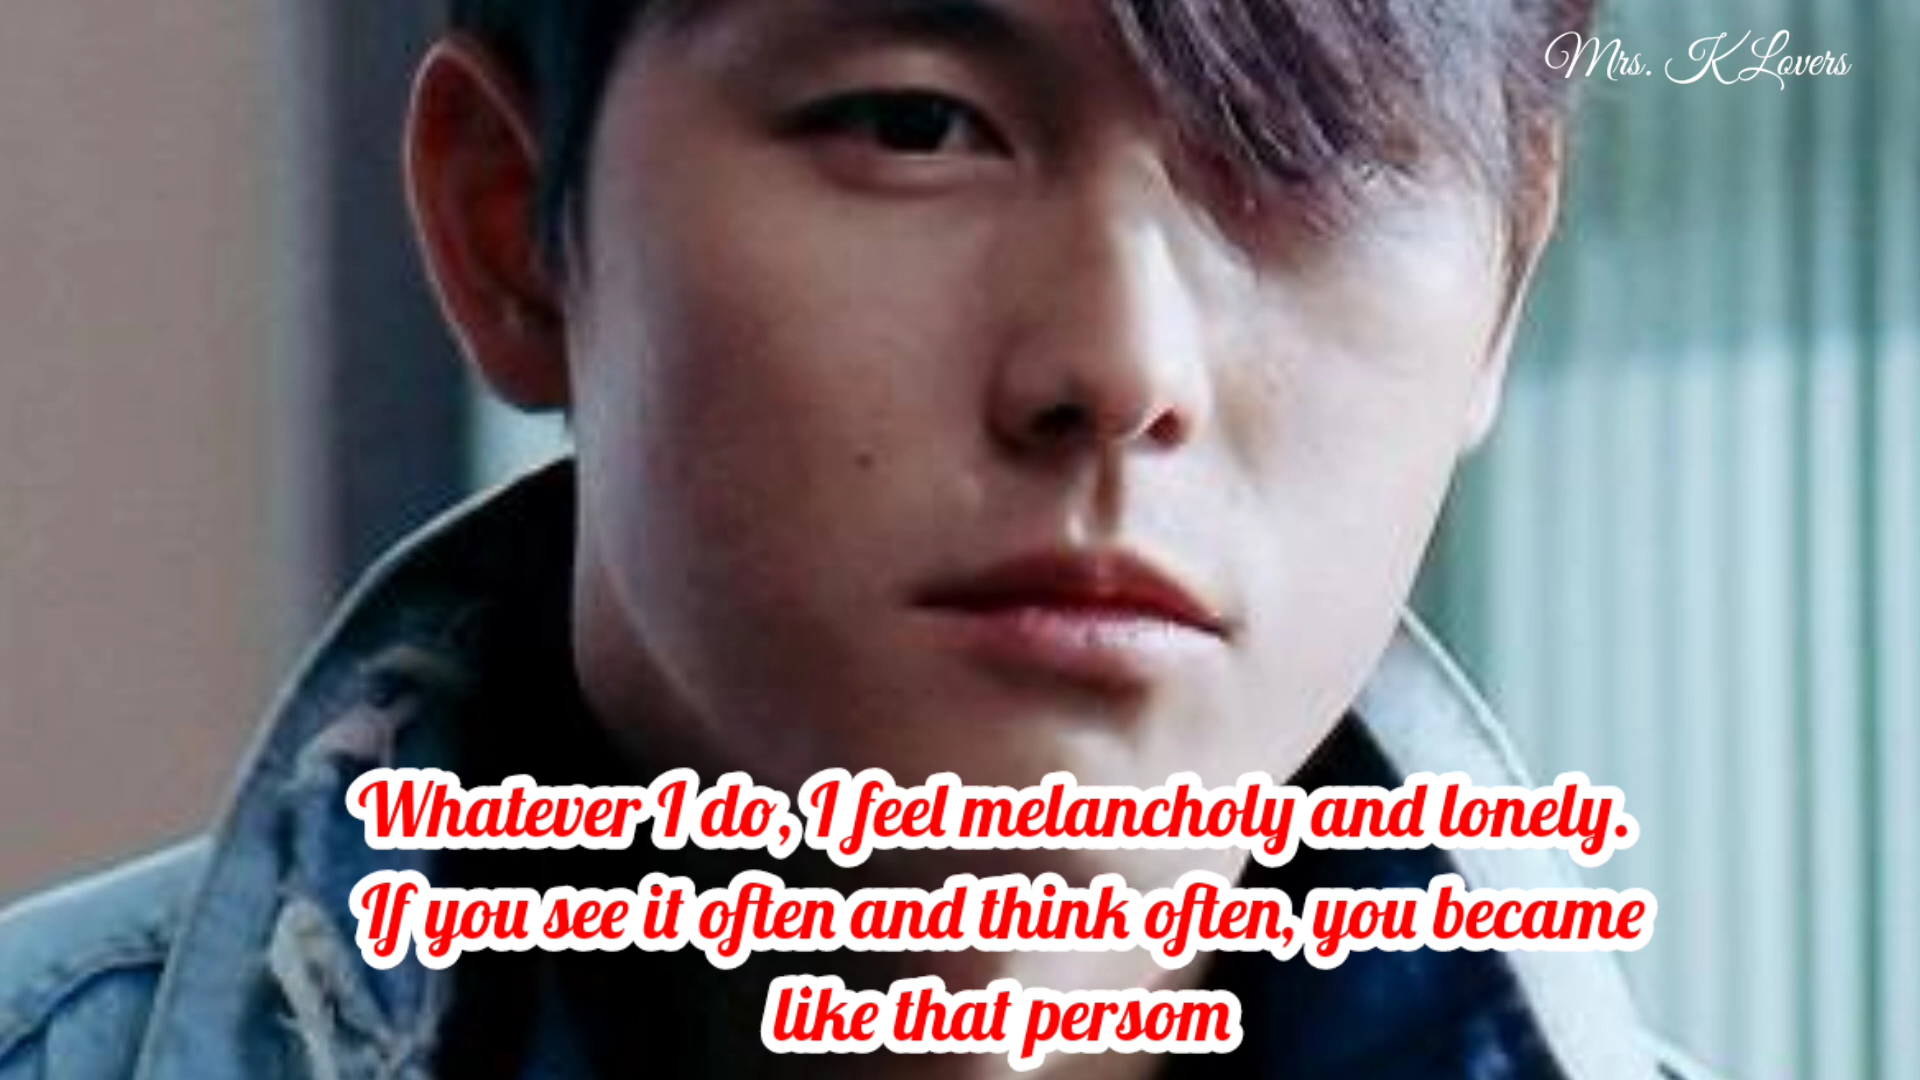 Mrs. KLovers
Whatever I do, I feel melancholy and lonely.
If you see it often and think often, you became
like that persom